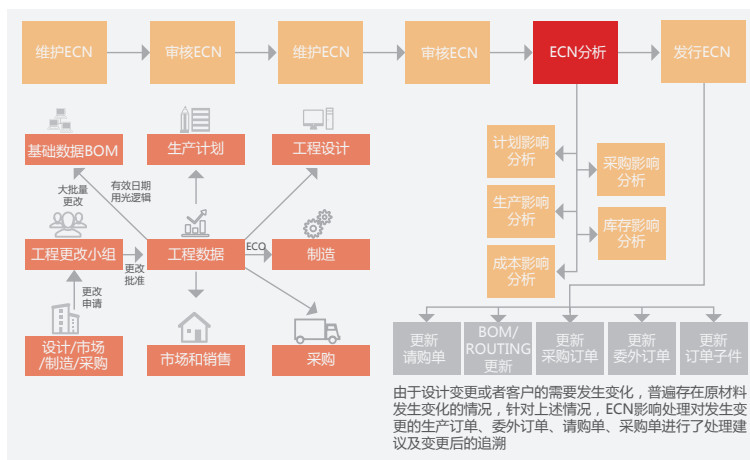 维护ECN
审核ECN
维护ECN
审核ECN
ECN分析
发行ECN
基础数据BOM
生产计划
工程设计
大批量
更改
有效日期
用光逻辑
工程更改小组
更改
批准
工程数据
ECO
制造
更改
申请
设计/市场
/制造/采购
市场和销售
采购
计划影响
分析
采购影响
分析
生产影响
分析
库存影响
分析
成本影响
分析
更新
请购单
BOM/
ROUTING
更新
更新
采购订单
更新
委外订单
更新
订单子件
由于设计变更或者客户的需要发生变化，普遍存在原材料
发生变化的情况，针对上述情况，ECN影响处理对发生变
更的生产订单、委外订单、请购单、采购单进行了处理建
议及变更后的追溯